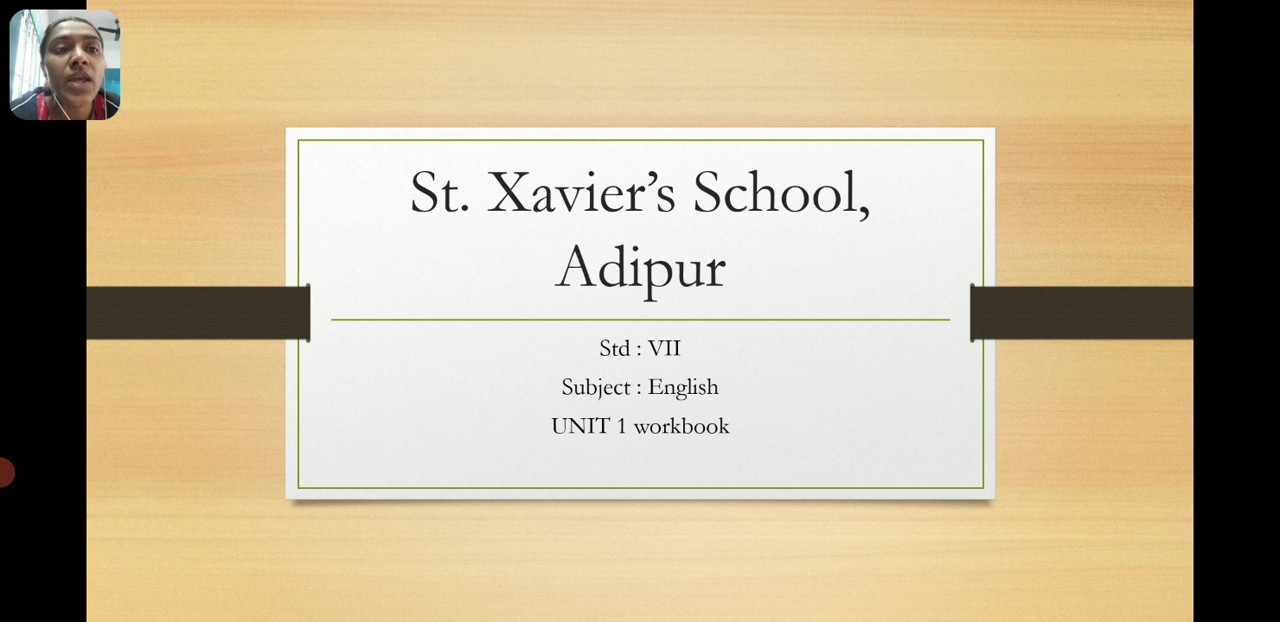 St. Xavier’s School,
Adipur
Std : VII
Subject : English
UNIT 1 workbook